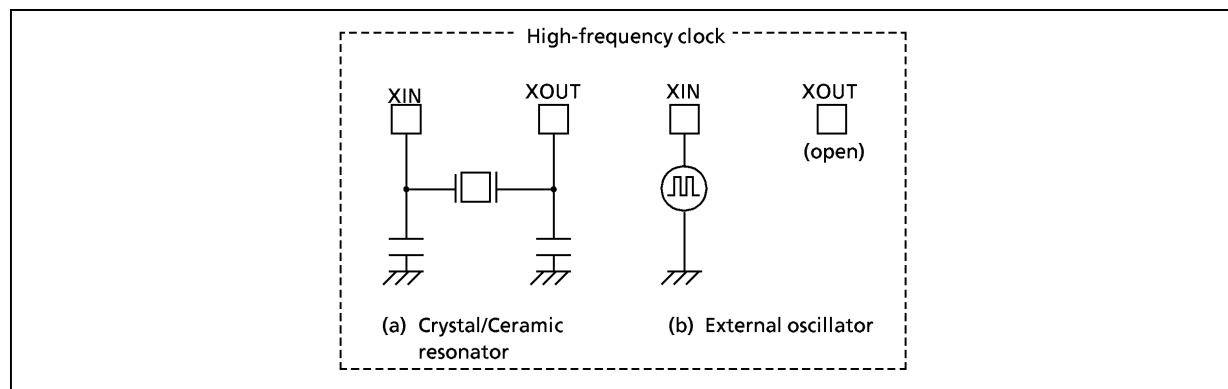 High-frequency clock
XIN
XOUT
XIN
XOUT
(open)
(a) Crystal/Ceramic
resonator
(b) External oscillator